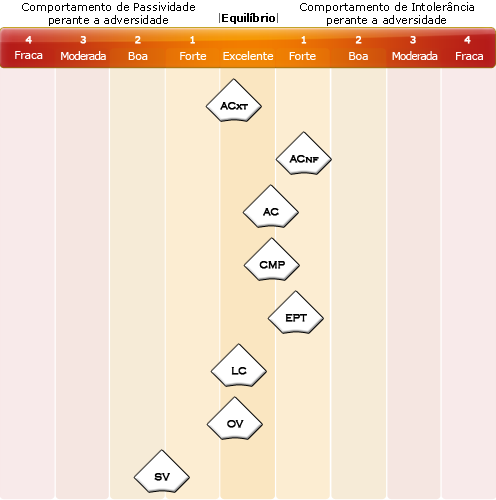 Comportamento de Passividade
perante a adversidade
|Equilíbrio|
Comportamento de Intolerância
perante a adversidade
4 3 2 1 1 2 3 4
Fraca Moderada Boa Forte Excelente Forte Boa Moderada Fraca
ACXT
ACNF
AC
CMP
EPT
LC
OV
SV